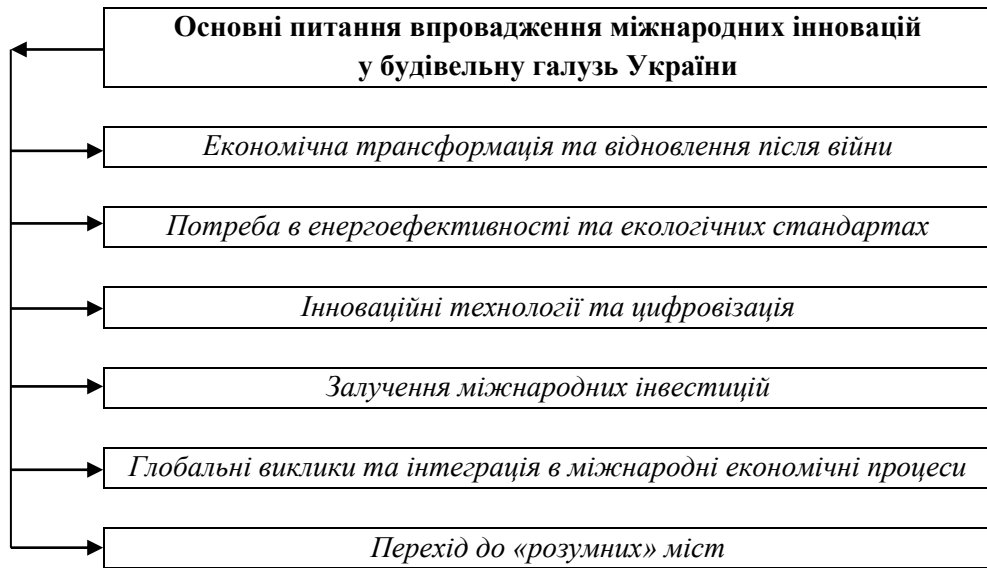 Основні питання впровадження міжнародних інновацій
у будівельну галузь України
Економічна трансформація та відновлення після війни
Потреба в енергоефективності та екологічних стандартах
Інноваційні технології та цифровізація
Залучення міжнародних інвестицій
Глобальні виклики та інтеграція в міжнародні економічні процеси
Перехід до «розумних» міст